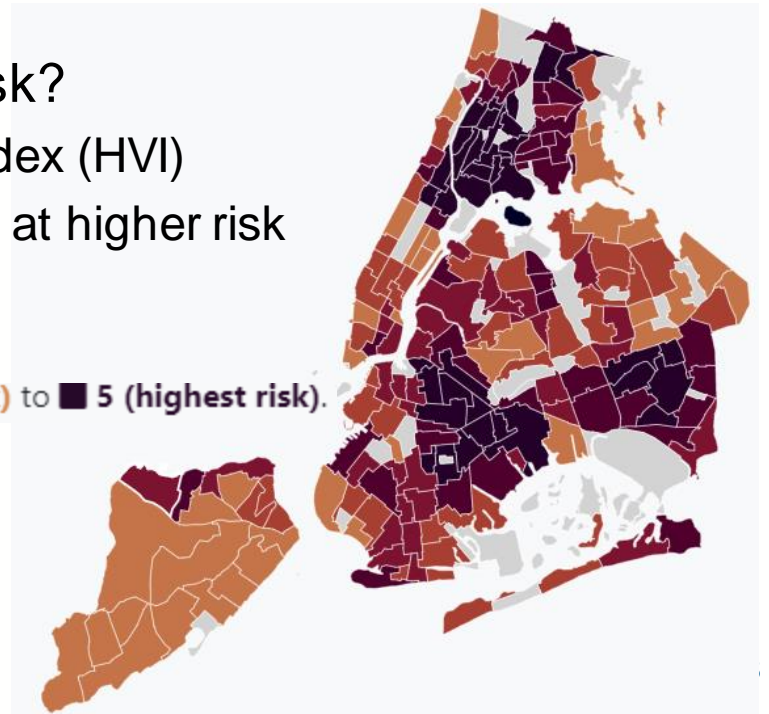 sk?
dex (HVI)
at higher risk
) to 5 (highest risk).